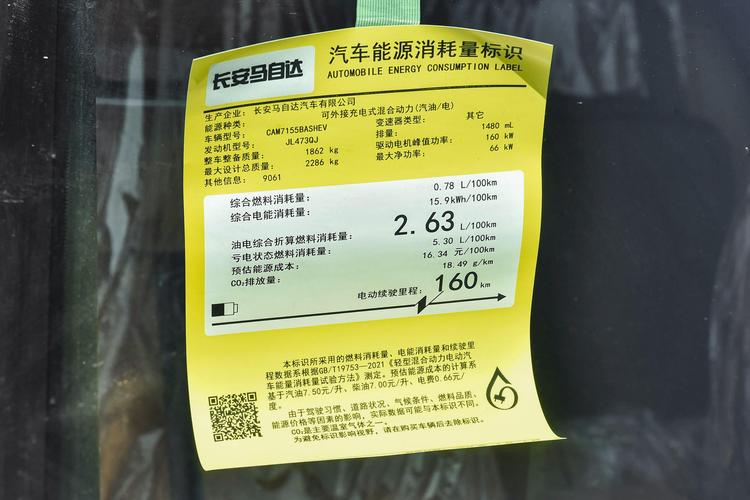 长安马自达
汽车能源消耗量标识
AUTOMOBILE ENERGY CONSUMPTION LABEL
生产企业: 长安马自达汽车有限公司
能源种类: 可外接充电式混合动力(汽油/电)
车辆型号: CAM7155BASHEV 变速器类型: 其它
发动机型号: JL473QJ 排量: 1480 mL
整车整备质量: 1862 kg 驱动电机峰值功率: 160 kW
最大设计总质量: 2286 kg 最大净功率: 66 kW
其他信息: 9061
综合燃料消耗量: 0.78 L/100km
综合电能消耗量: 15.9kWh/100km
油电综合折算燃料消耗量: 2.63 L/100km
亏电状态燃料消耗量: 5.30 L/100km
预估能源成本: 16.34 元/100km
CO₂排放量: 18.49 g/km
电动续驶里程: 160 km
本标识所采用的燃料消耗量、电能消耗量和续驶里
程数据系根据GB/T19753—2021《轻型混合动力电动汽
车能量消耗量试验方法》测定。预估能源成本的计算系
基于汽油7.50元/升、柴油7.00元/升、电费0.66元/
度。
由于驾驶习惯、道路状况、气候条件、燃料品质、
能源价格等因素的影响，实际数据可能与本标识不同。
CO₂是主要温室气体之一。
为避免标识影响视野，请在购买车辆后去除标识。